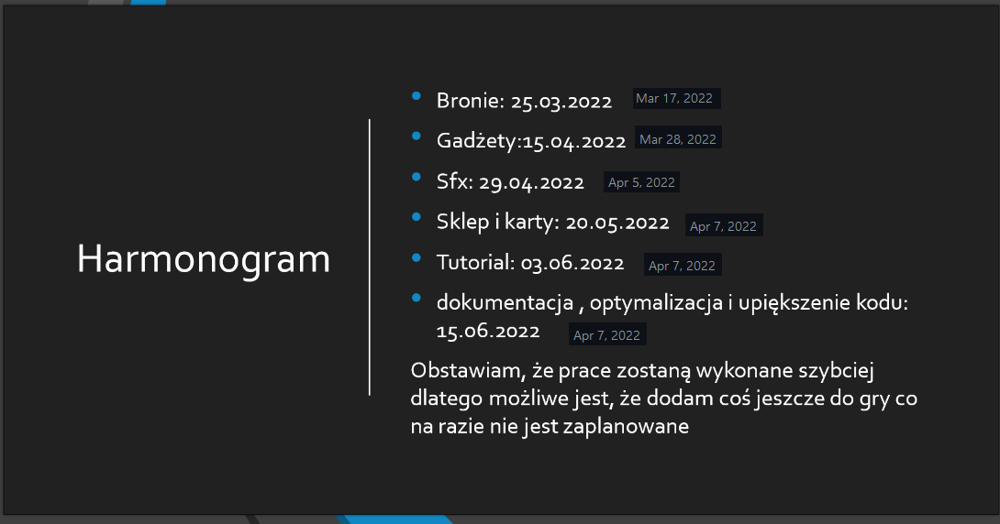 Harmonogram
Bronie: 25.03.2022 Mar 17, 2022
Gadżety:15.04.2022 Mar 28, 2022
Sfx: 29.04.2022 Apr 5, 2022
Sklep i karty: 20.05.2022 Apr 7, 2022
Tutorial: 03.06.2022 Apr 7, 2022
dokumentacja , optymalizacja i upiększenie kodu:
15.06.2022 Apr 7, 2022
Obstawiam, że prace zostaną wykonane szybciej
dlatego możliwe jest, że dodam coś jeszcze do gry co
na razie nie jest zaplanowane